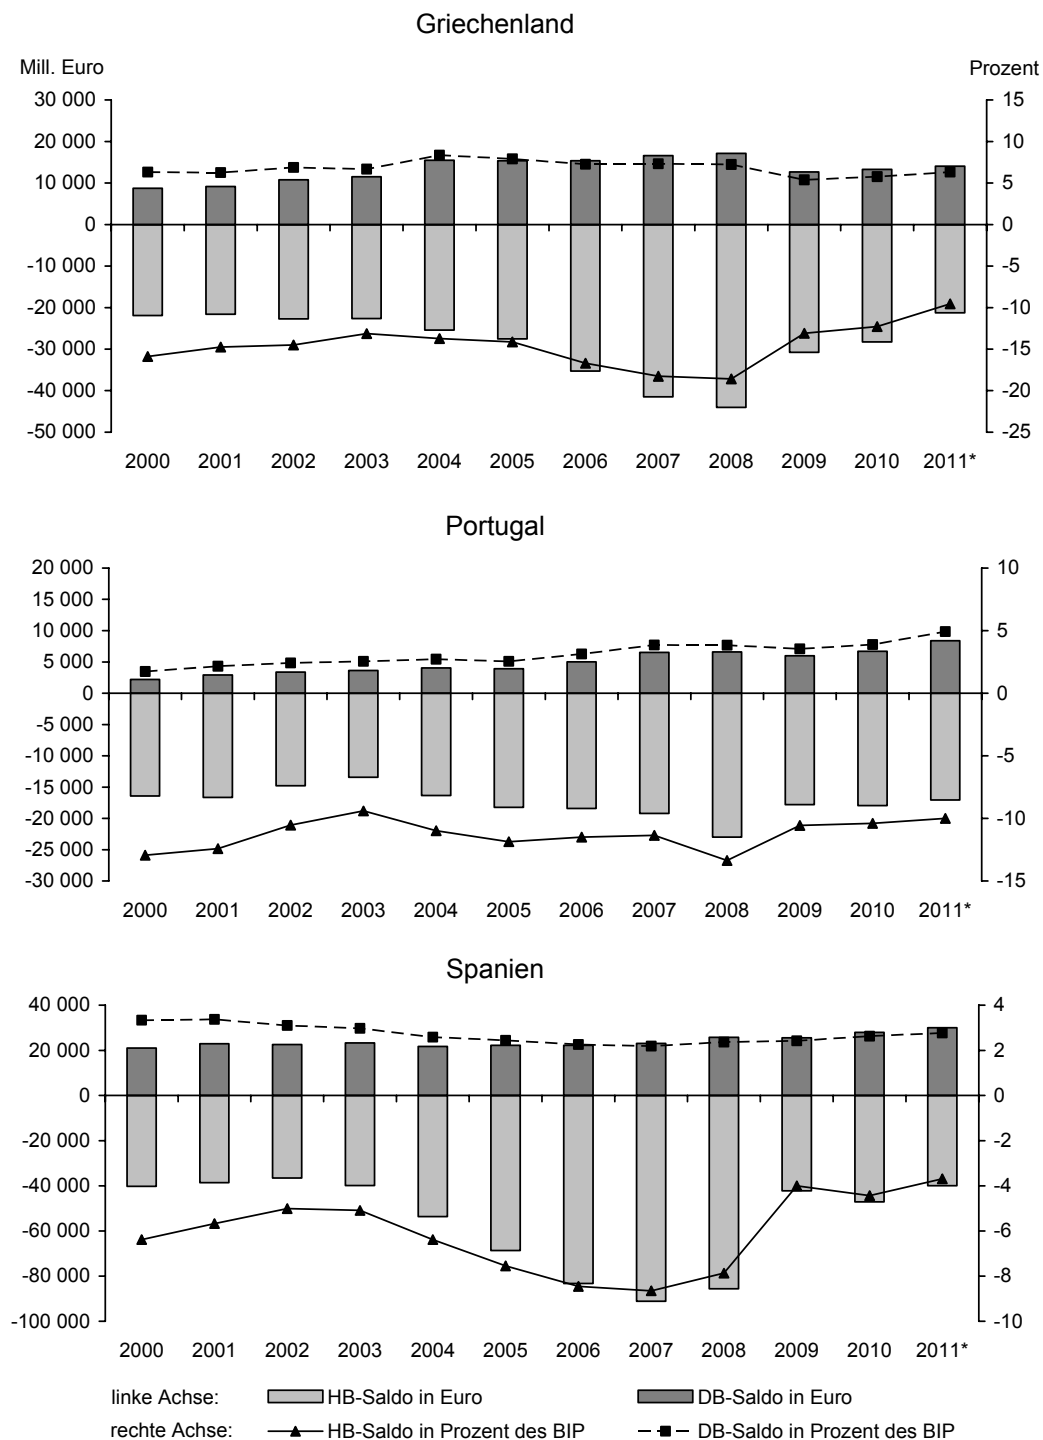 Griechenland
Mill. Euro Prozent
30 000 15
20 000 10
10 000 5
0 0
-10 000 -5
-20 000 -10
-30 000 -15
-40 000 -20
-50 000 -25
2000 2001 2002 2003 2004 2005 2006 2007 2008 2009 2010 2011*
Portugal
20 000 10
15 000
10 000 5
5 000
0 0
-5 000
-10 000 -5
-15 000
-20 000 -10
-25 000
-30 000 -15
2000 2001 2002 2003 2004 2005 2006 2007 2008 2009 2010 2011*
Spanien
40 000 4
20 000 2
0 0
-20 000 -2
-40 000 -4
-60 000 -6
-80 000 -8
-100 000 -10
2000 2001 2002 2003 2004 2005 2006 2007 2008 2009 2010 2011*
linke Achse: HB-Saldo in Euro DB-Saldo in Euro
rechte Achse: HB-Saldo in Prozent des BIP DB-Saldo in Prozent des BIP